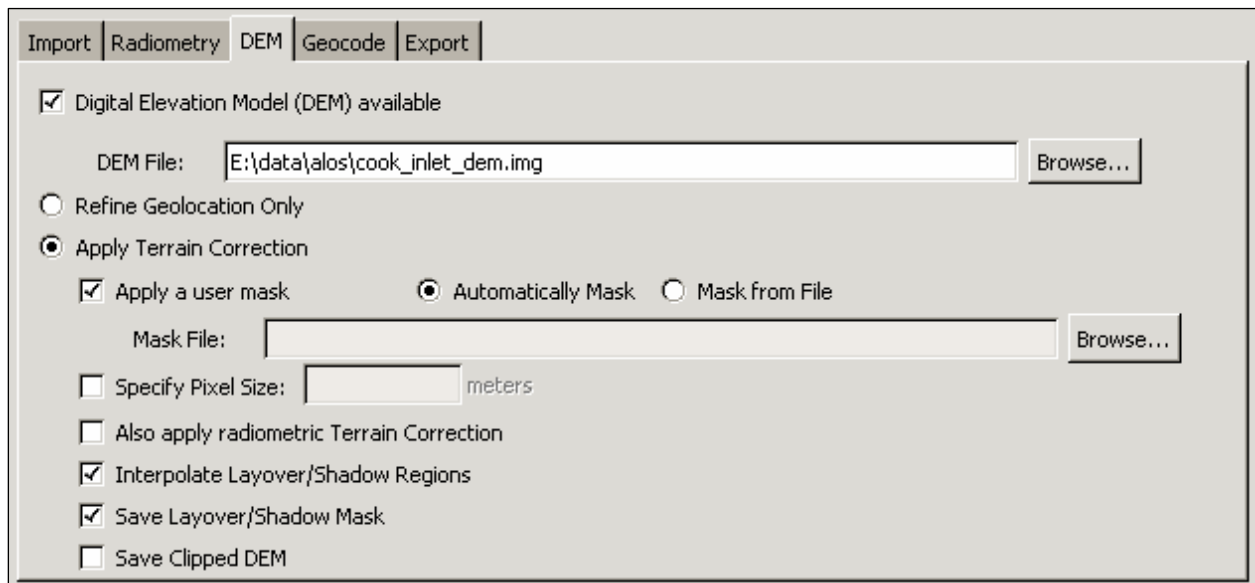 Import Radiometry DEM Geocode Export
Digital Elevation Model (DEM) available
DEM File: E:\data\alos\cook_inlet_dem.img Browse...
Refine Geolocation Only
Apply Terrain Correction
Apply a user mask Automatically Mask Mask from File
Mask File: Browse...
Specify Pixel Size: meters
Also apply radiometric Terrain Correction
Interpolate Layover/Shadow Regions
Save Layover/Shadow Mask
Save Clipped DEM